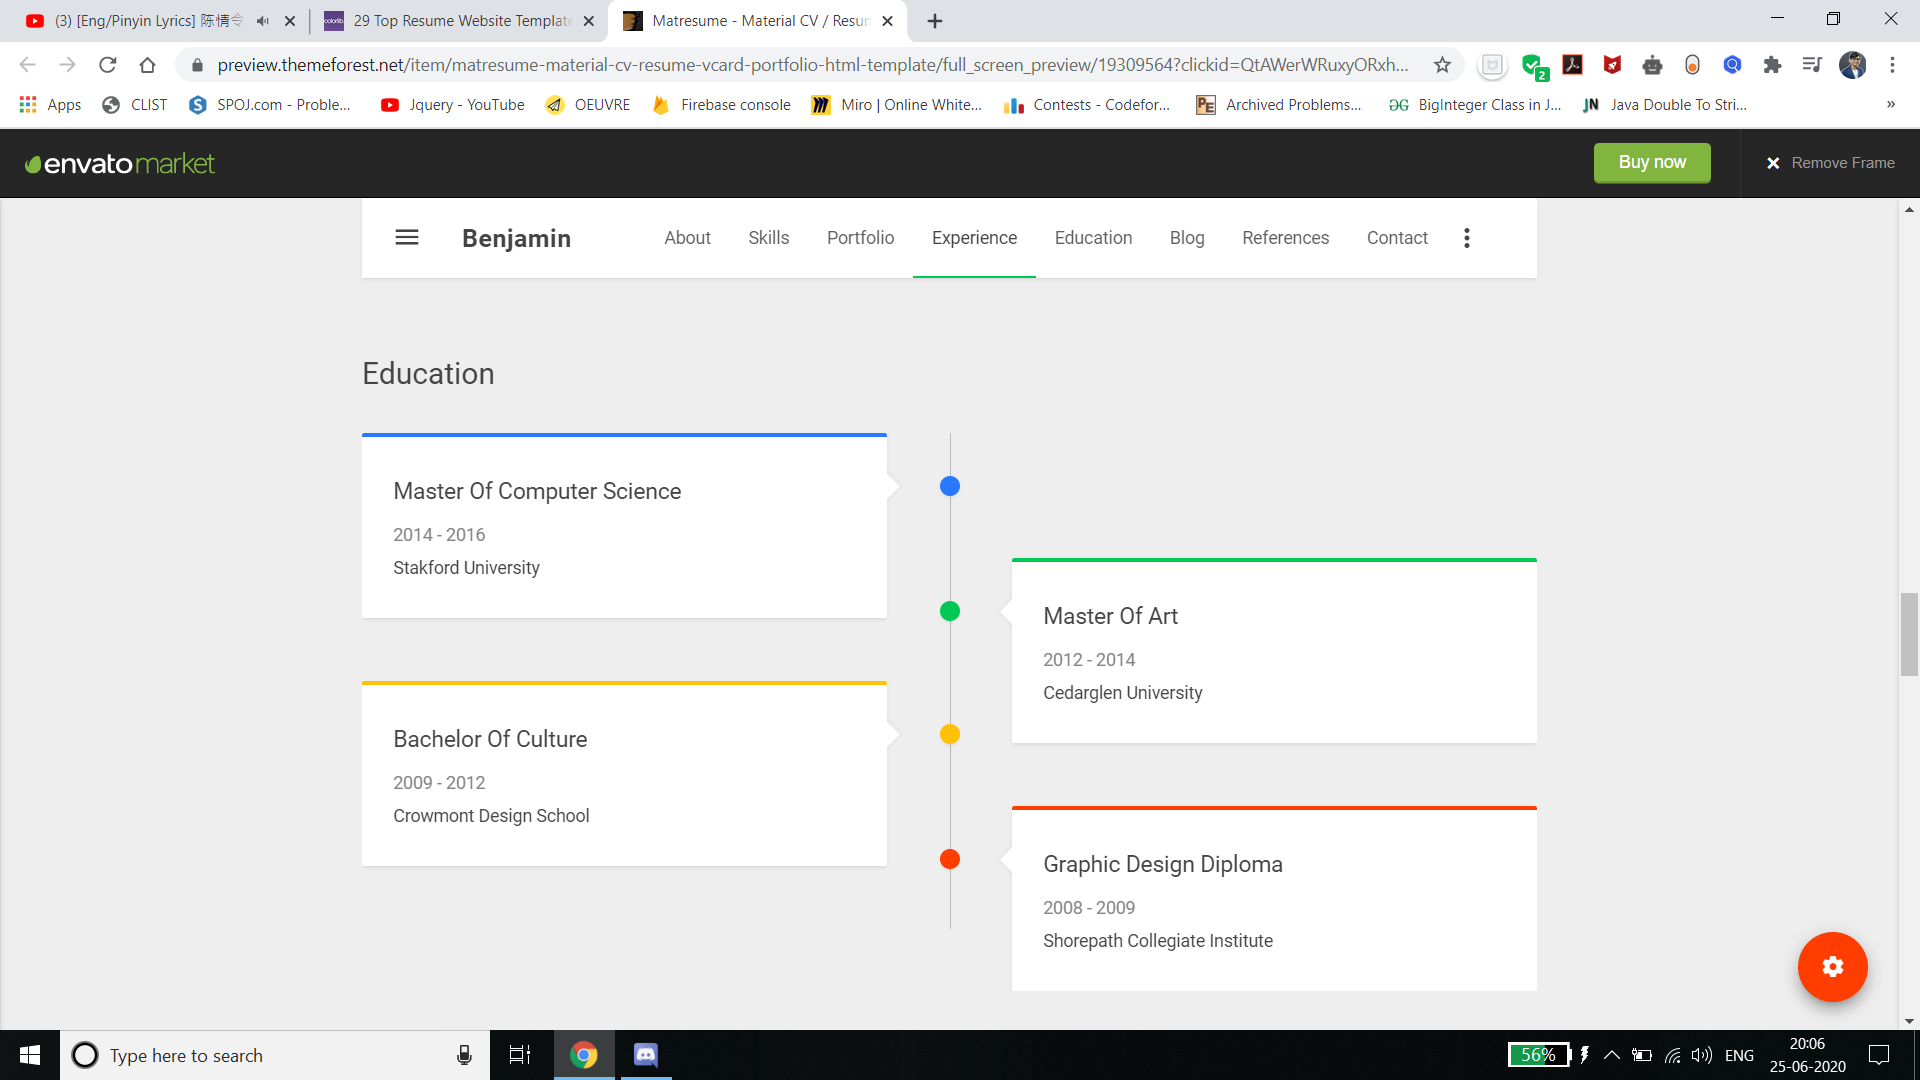 (3) [Eng/Pinyin Lyrics] 陈情令
29 Top Resume Website Template
Matresume - Material CV / Resum
preview.themeforest.net/item/matresume-material-cv-resume-vcard-portfolio-html-template/full_screen_preview/19309564?clickid=QtAWerWRuxyORxh...
2
Apps
CLIST
SPOJ.com - Proble...
Jquery - YouTube
OEUVRE
Firebase console
Miro | Online White...
Contests - Codefor...
Archived Problems...
BigInteger Class in J...
Java Double To Stri...
»
envatomarket
Buy now
Remove Frame
Benjamin
About
Skills
Portfolio
Experience
Education
Blog
References
Contact
Education
Master Of Computer Science
2014 - 2016
Stakford University
Master Of Art
2012 - 2014
Cedarglen University
Bachelor Of Culture
2009 - 2012
Crowmont Design School
Graphic Design Diploma
2008 - 2009
Shorepath Collegiate Institute
Type here to search
56%
ENG
20:06
25-06-2020